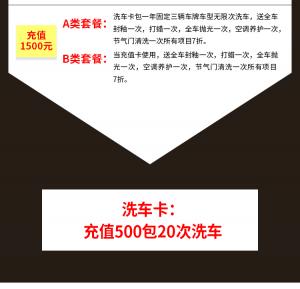 充值
1500元
A类套餐：
洗车卡包一年固定三辆车牌车型无限次洗车，送全车
封釉一次，打蜡一次，全车抛光一次，空调养护一次，
节气门清洗一次所有项目7折。
B类套餐：
当充值卡使用，送全车封釉一次，打蜡一次，全车抛
光一次，空调养护一次，节气门清洗一次所有项目
7折。
洗车卡：
充值500包20次洗车